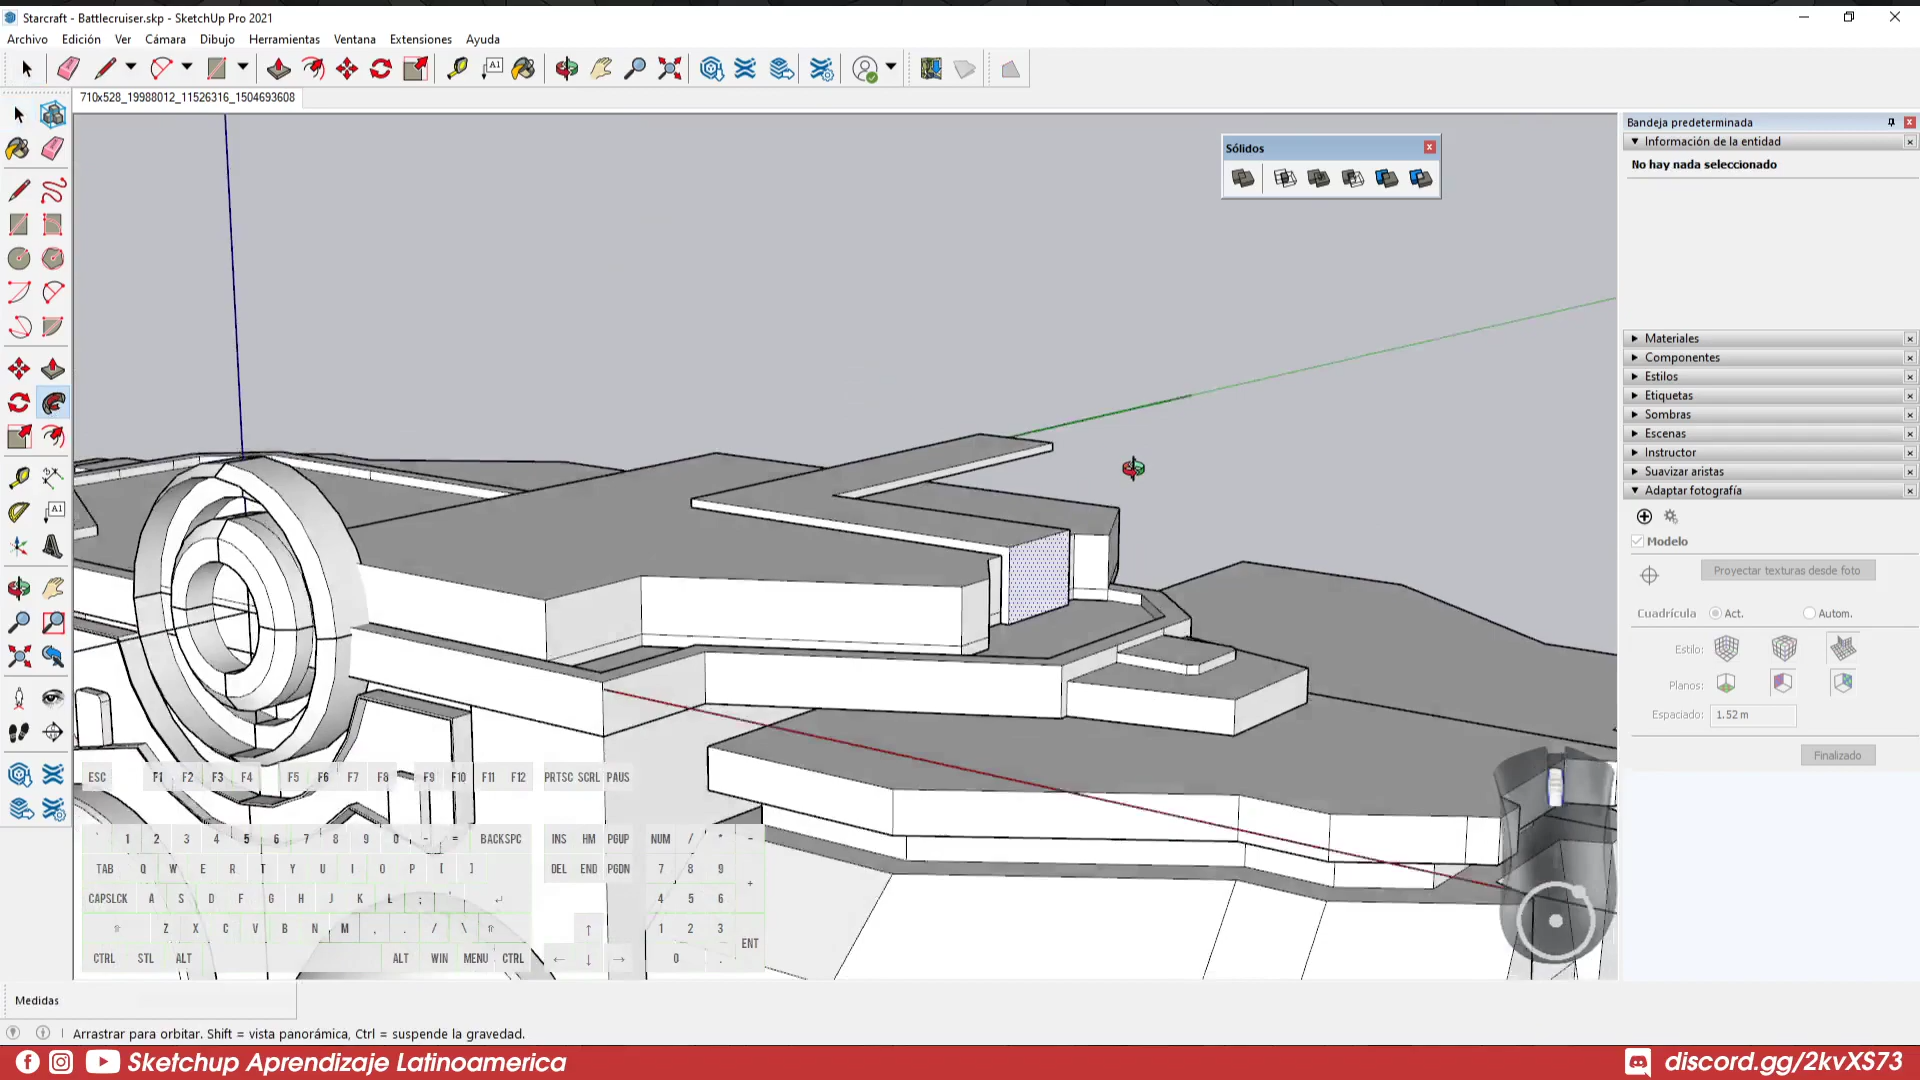 Starcraft - Battlecruiser.skp - SketchUp Pro 2021
Archivo Edición Ver Cámara Dibujo Herramientas Ventana Extensiones Ayuda
710x528_19988012_11526316_1504693608
Sólidos
Bandeja predeterminada
Información de la entidad
No hay nada seleccionado
Materiales
Componentes
Estilos
Etiquetas
Sombras
Escenas
Instructor
Suavizar aristas
Adaptar fotografía
Modelo
Proyectar texturas desde foto
Cuadrícula Act. Autom.
Estilo:
Planos:
Espaciado: 1.52 m
Finalizado
ESC F1 F2 F3 F4 F5 F6 F7 F8 F9 F10 F11 F12 PRTSC SCRL PAUS
` 1 2 3 4 5 6 7 8 9 0 - = BACKSPC INS HM PGUP NUM / * -
TAB Q W E R T Y U I O P [ ] DEL END PGDN 7 8 9 +
CAPSLCK A S D F G H J K L ; ' ↵ 4 5 6
⇧ Z X C V B N M , . / \ ⇧ ↑ 1 2 3 ENT
CTRL STL ALT ALT WIN MENU CTRL ← ↓ → 0 .
Medidas
Arrastrar para orbitar. Shift = vista panorámica, Ctrl = suspende la gravedad.
Sketchup Aprendizaje Latinoamerica
discord.gg/2kvXS73